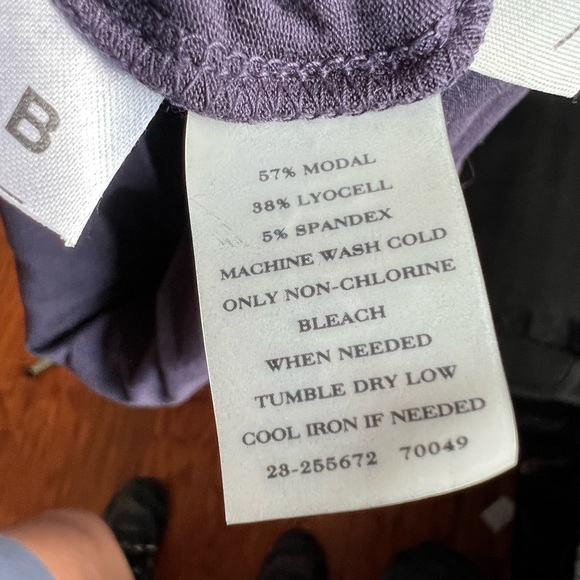 B
57% MODAL
38% LYOCELL
5% SPANDEX
MACHINE WASH COLD
ONLY NON-CHLORINE
BLEACH
WHEN NEEDED
TUMBLE DRY LOW
COOL IRON IF NEEDED
28-255672 70049